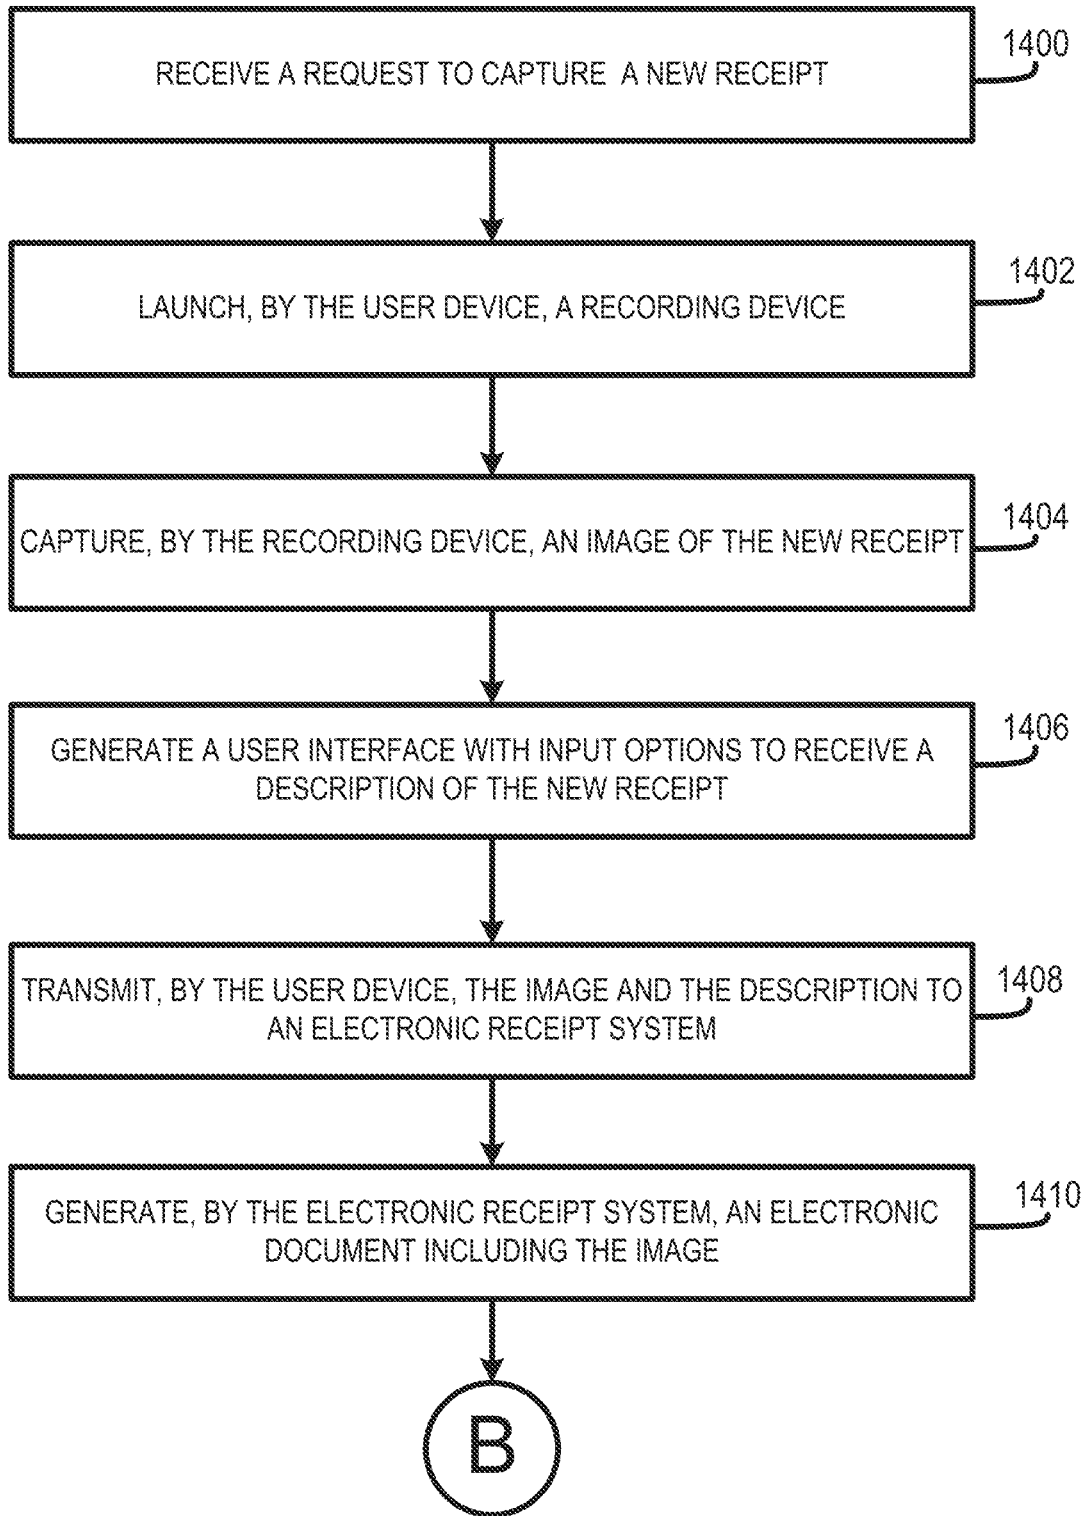 RECEIVE A REQUEST TO CAPTURE A NEW RECEIPT
1400
LAUNCH, BY THE USER DEVICE, A RECORDING DEVICE
1402
CAPTURE, BY THE RECORDING DEVICE, AN IMAGE OF THE NEW RECEIPT
1404
GENERATE A USER INTERFACE WITH INPUT OPTIONS TO RECEIVE A
DESCRIPTION OF THE NEW RECEIPT
1406
TRANSMIT, BY THE USER DEVICE, THE IMAGE AND THE DESCRIPTION TO
AN ELECTRONIC RECEIPT SYSTEM
1408
GENERATE, BY THE ELECTRONIC RECEIPT SYSTEM, AN ELECTRONIC
DOCUMENT INCLUDING THE IMAGE
1410
B